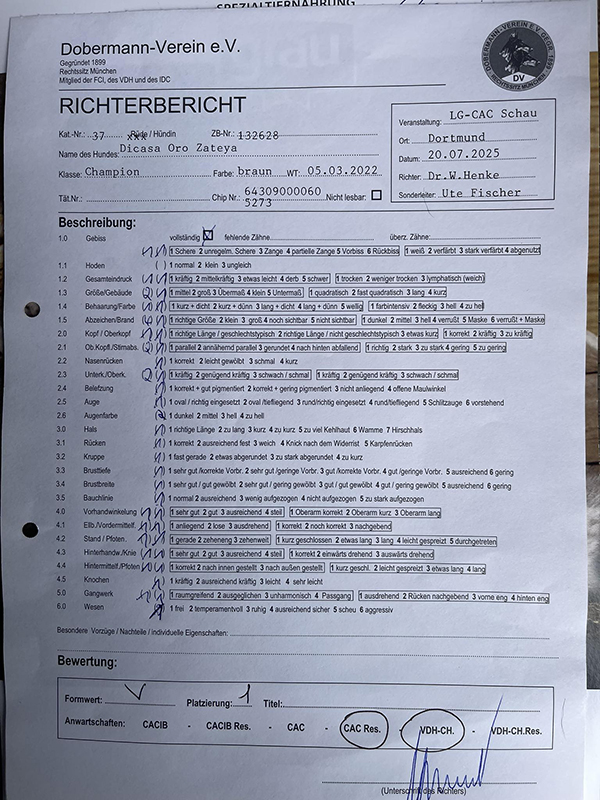 SPEZIALTIERNAHRUNG
Dobermann-Verein e.V.
Gegründet 1899
Rechtssitz München
Mitglied der FCI, des VDH und des IDC
DOBERMANN-VEREIN E.V. GEGR. 1899
DV
RECHTSSITZ MÜNCHEN
RICHTERBERICHT
Kat.-Nr.: 37 Rüde / Hündin ZB-Nr.: 132628
Name des Hundes: Dicasa Oro Zateya
Klasse: Champion Farbe: braun WT: 05.03.2022
Tät.Nr.: Chip Nr.: 64309000060 5273 Nicht lesbar:
Veranstaltung: LG-CAC Schau
Ort: Dortmund
Datum: 20.07.2025
Richter: Dr.W.Henke
Sonderleiter: Ute Fischer
Beschreibung:
1.0 Gebiss vollständig fehlende Zähne: überz. Zähne:
1 Schere 2 unregelm. Schere 3 Zange 4 partielle Zange 5 Vorbiss 6 Rückbiss 1 weiß 2 verfärbt 3 stark verfärbt 4 abgenutzt
1.1 Hoden ( ) 1 normal 2 klein 3 ungleich
1.2 Gesamteindruck 1 kräftig 2 mittelkräftig 3 etwas leicht 4 derb 5 schwer 1 trocken 2 weniger trocken 3 lymphatisch (weich)
1.3 Größe/Gebäude 1 mittel 2 groß 3 Übermaß 4 klein 5 Untermaß 1 quadratisch 2 fast quadratisch 3 lang 4 kurz
1.4 Behaarung/Farbe 1 kurz + dicht 2 kurz + dünn 3 lang + dicht 4 lang + dünn 5 wellig 1 farbintensiv 2 fleckig 3 hell 4 zu hell
1.5 Abzeichen/Brand 1 richtige Größe 2 klein 3 groß 4 noch sichtbar 5 nicht sichtbar 1 dunkel 2 mittel 3 hell 4 verrußt 5 Maske 6 verrußt + Maske
2.0 Kopf / Oberkopf 1 richtige Länge / geschlechtstypisch 2 richtige Länge / nicht geschlechtstypisch 3 etwas kurz 1 korrekt 2 kräftig 3 zu kräftig
2.1 Ob.Kopfl./Stirnabs. 1 parallel 2 annähernd parallel 3 gerundet 4 nach hinten abfallend 1 richtig 2 stark 3 zu stark 4 gering 5 zu gering
2.2 Nasenrücken 1 korrekt 2 leicht gewölbt 3 schmal 4 kurz
2.3 Unterk./Oberk. 1 kräftig 2 genügend kräftig 3 schwach / schmal 1 kräftig 2 genügend kräftig 3 schwach / schmal
2.4 Belefzung 1 korrekt + gut pigmentiert 2 korrekt + gering pigmentiert 3 nicht anliegend 4 offene Maulwinkel
2.5 Auge 1 oval / richtig eingesetzt 2 oval /tiefliegend 3 rund/richtig eingesetzt 4 rund/tiefliegend 5 Schlitzauge 6 vorstehend
2.6 Augenfarbe 1 dunkel 2 mittel 3 hell 4 zu hell
3.0 Hals 1 richtige Länge 2 zu lang 3 kurz 4 zu kurz 5 zu viel Kehlhaut 6 Wamme 7 Hirschhals
3.1 Rücken 1 korrekt 2 ausreichend fest 3 weich 4 Knick nach dem Widerrist 5 Karpfenrücken
3.2 Kruppe 1 fast gerade 2 etwas abgerundet 3 zu stark abgerundet 4 zu kurz
3.3 Brusttiefe 1 sehr gut /korrekte Vorbr. 2 sehr gut /geringe Vorbr. 3 gut/korrekte Vorbr. 4 gut /geringe Vorbr. 5 ausreichend 6 gering
3.4 Brustbreite 1 sehr gut / gut gewölbt 2 sehr gut / gering gewölbt 3 gut / gut gewölbt 4 gut / gering gewölbt 5 ausreichend 6 gering
3.5 Bauchlinie 1 normal 2 ausreichend 3 wenig aufgezogen 4 nicht aufgezogen 5 zu stark aufgezogen
4.0 Vorhandwinkelung 1 sehr gut 2 gut 3 ausreichend 4 steil 1 Oberarm korrekt 2 Oberarm kurz 3 Oberarm lang
4.1 Ellb./Vordermittelf. 1 anliegend 2 lose 3 ausdrehend 1 korrekt 2 noch korrekt 3 nachgebend
4.2 Stand / Pfoten. 1 gerade 2 zeheneng 3 zehenweit 1 kurz geschlossen 2 etwas lang 3 lang 4 leicht gespreizt 5 durchgetreten
4.3 Hinterhandw./Knie 1 sehr gut 2 gut 3 ausreichend 4 steil 1 korrekt 2 einwärts drehend 3 auswärts drehend
4.4 Hintermittelf./Pfoten 1 korrekt 2 nach innen gestellt 3 nach außen gestellt 1 kurz geschl. 2 leicht gespreizt 3 etwas lang 4 lang
4.5 Knochen 1 kräftig 2 ausreichend kräftig 3 leicht 4 sehr leicht
5.0 Gangwerk 1 raumgreifend 2 ausgeglichen 3 unharmonisch 4 Passgang 1 ausdrehend 2 Rücken nachgebend 3 vorne eng 4 hinten eng
6.0 Wesen 1 frei 2 temperamentvoll 3 ruhig 4 ausreichend sicher 5 scheu 6 aggressiv
Besondere Vorzüge / Nachteile / individuelle Eigenschaften:
Bewertung:
Formwert: V Platzierung: 1 Titel:
Anwartschaften: CACIB - CACIB Res. - CAC - CAC Res. - VDH-CH. - VDH-CH.Res.
(Unterschrift des Richters)